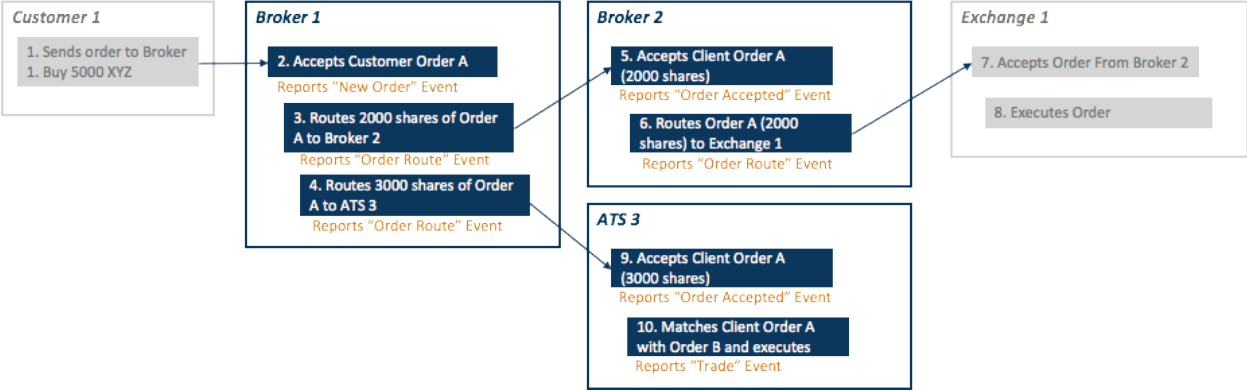 Customer 1
1. Sends order to Broker
1. Buy 5000 XYZ
Broker 1
2. Accepts Customer Order A
Reports "New Order" Event
3. Routes 2000 shares of Order
A to Broker 2
Reports "Order Route" Event
4. Routes 3000 shares of Order
A to ATS 3
Reports "Order Route" Event
Broker 2
5. Accepts Client Order A
(2000 shares)
Reports "Order Accepted" Event
6. Routes Order A (2000
shares) to Exchange 1
Reports "Order Route" Event
Exchange 1
7. Accepts Order From Broker 2
8. Executes Order
ATS 3
9. Accepts Client Order A
(3000 shares)
Reports "Order Accepted" Event
10. Matches Client Order A
with Order B and executes
Reports "Trade" Event